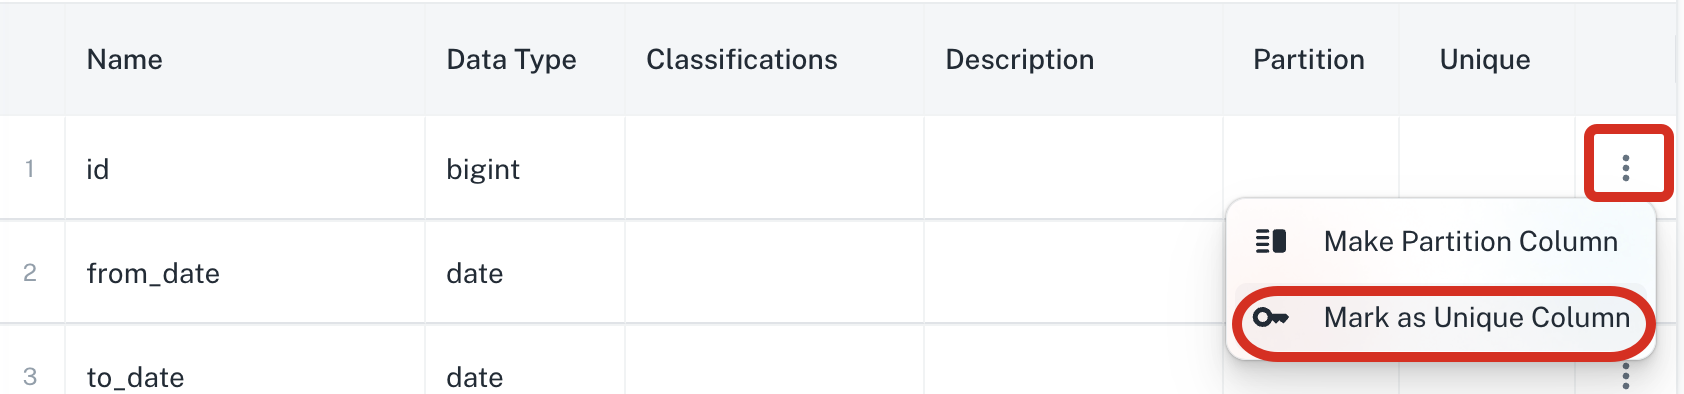 Name Data Type Classifications Description Partition Unique
1 id bigint
Make Partition Column
2 from_date date
Mark as Unique Column
3 to_date date